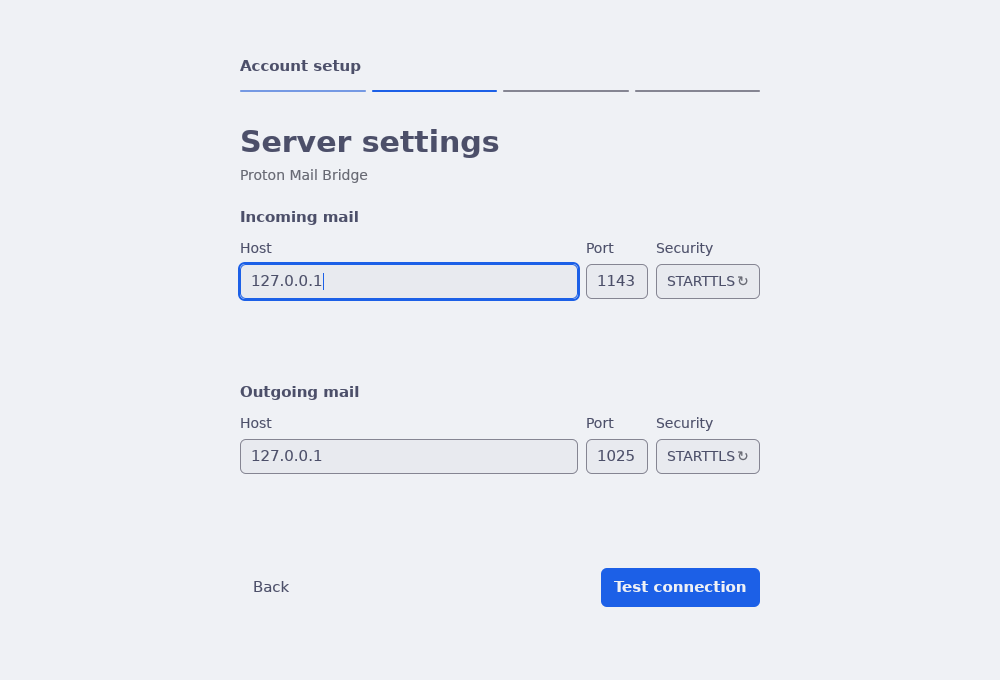 Account setup
Server settings
Proton Mail Bridge
Incoming mail
Host Port Security
127.0.0.1 1143 STARTTLS↻
Outgoing mail
Host Port Security
127.0.0.1 1025 STARTTLS↻
Back Test connection